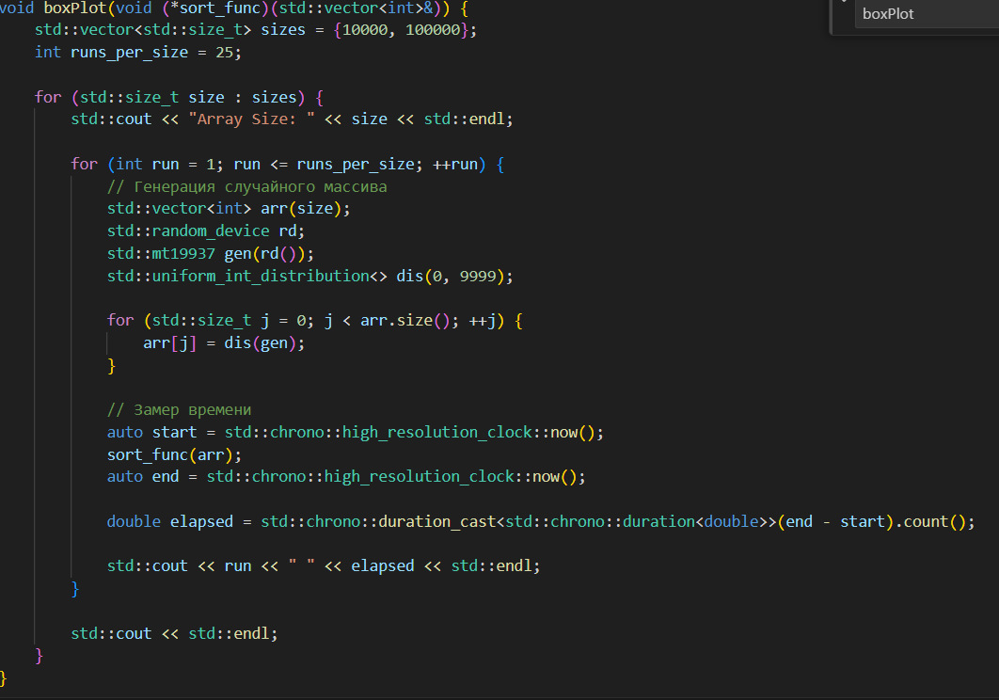 void boxPlot(void (*sort_func)(std::vector<int>&)) {
boxPlot
    std::vector<std::size_t> sizes = {10000, 100000};
    int runs_per_size = 25;

    for (std::size_t size : sizes) {
        std::cout << "Array Size: " << size << std::endl;

        for (int run = 1; run <= runs_per_size; ++run) {
            // Генерация случайного массива
            std::vector<int> arr(size);
            std::random_device rd;
            std::mt19937 gen(rd());
            std::uniform_int_distribution<> dis(0, 9999);

            for (std::size_t j = 0; j < arr.size(); ++j) {
                arr[j] = dis(gen);
            }

            // Замер времени
            auto start = std::chrono::high_resolution_clock::now();
            sort_func(arr);
            auto end = std::chrono::high_resolution_clock::now();

            double elapsed = std::chrono::duration_cast<std::chrono::duration<double>>(end - start).count();

            std::cout << run << " " << elapsed << std::endl;
        }

        std::cout << std::endl;
    }
}